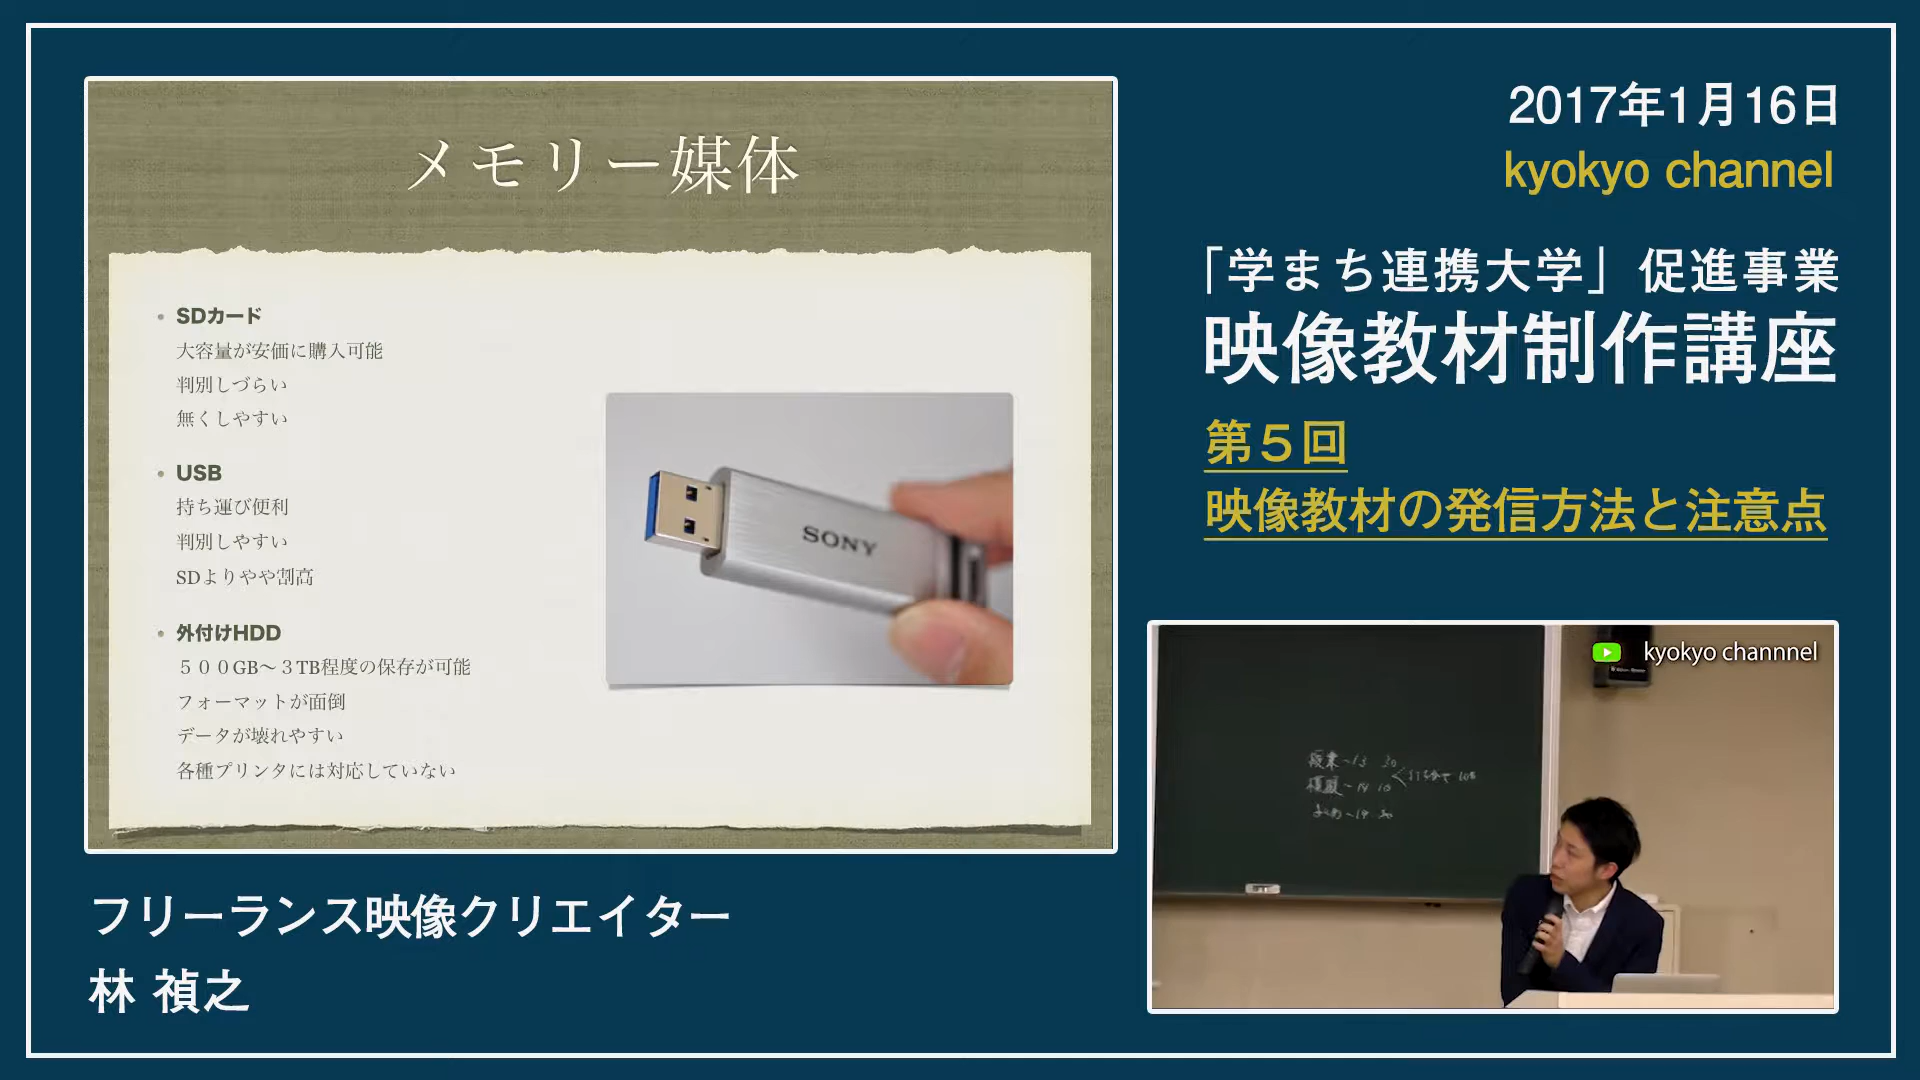 メモリー媒体
SDカード
大容量が安価に購入可能
判別しづらい
無くしやすい
USB
持ち運び便利
判別しやすい
SDよりやや割高
外付けHDD
５００GB〜３TB程度の保存が可能
フォーマットが面倒
データが壊れやすい
各種プリンタには対応していない
SONY
フリーランス映像クリエイター
林 禎之
2017年1月16日
kyokyo channel
「学まち連携大学」促進事業
映像教材制作講座
第５回
映像教材の発信方法と注意点
kyokyo channnel
授業〜13 30